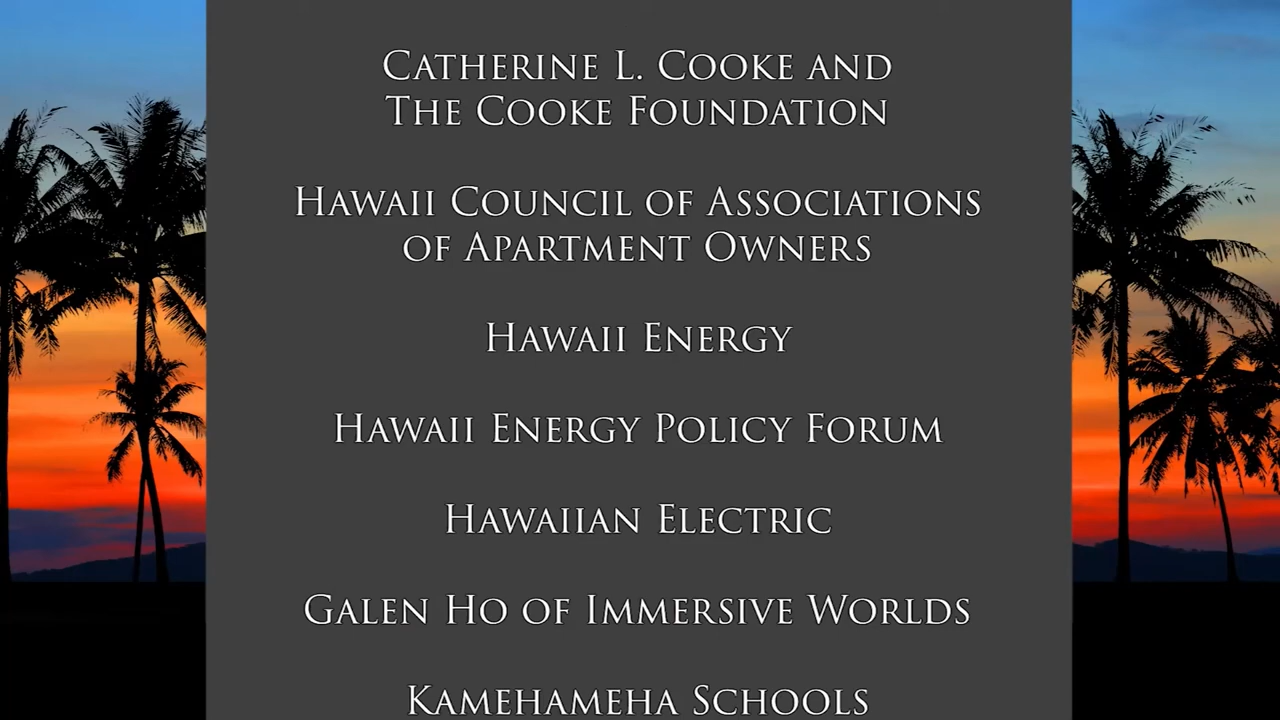 Catherine L. Cooke and
The Cooke Foundation
Hawaii Council of Associations
of Apartment Owners
Hawaii Energy
Hawaii Energy Policy Forum
Hawaiian Electric
Galen Ho of Immersive Worlds
Kamehameha Schools